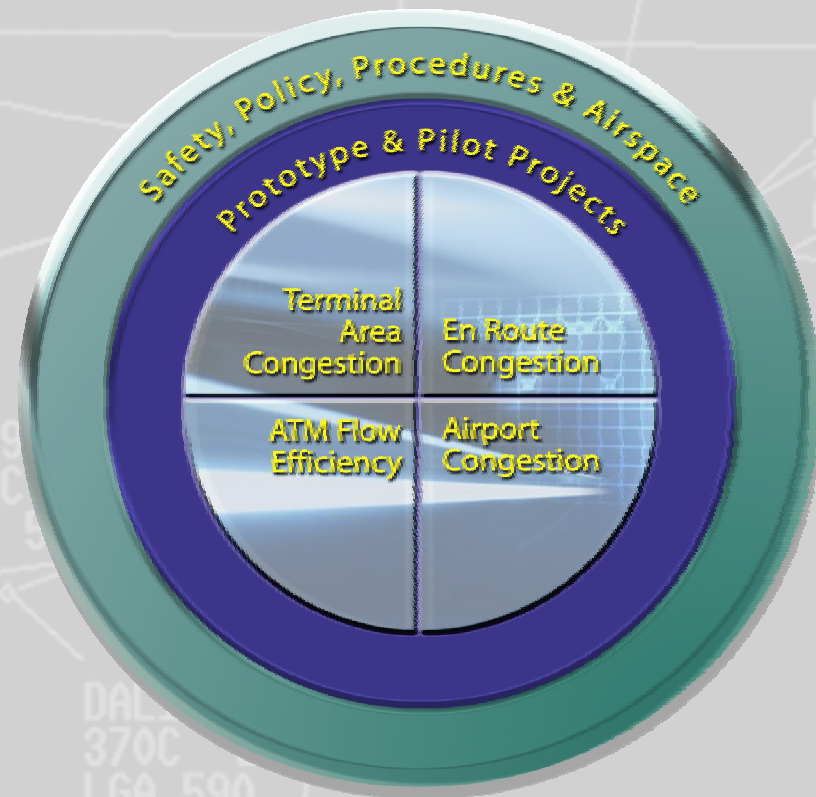 Safety, Policy, Procedures & Airspace
Prototype & Pilot Projects
Terminal
Area
Congestion
En Route
Congestion
ATM Flow
Efficiency
Airport
Congestion
370C
LGA 590